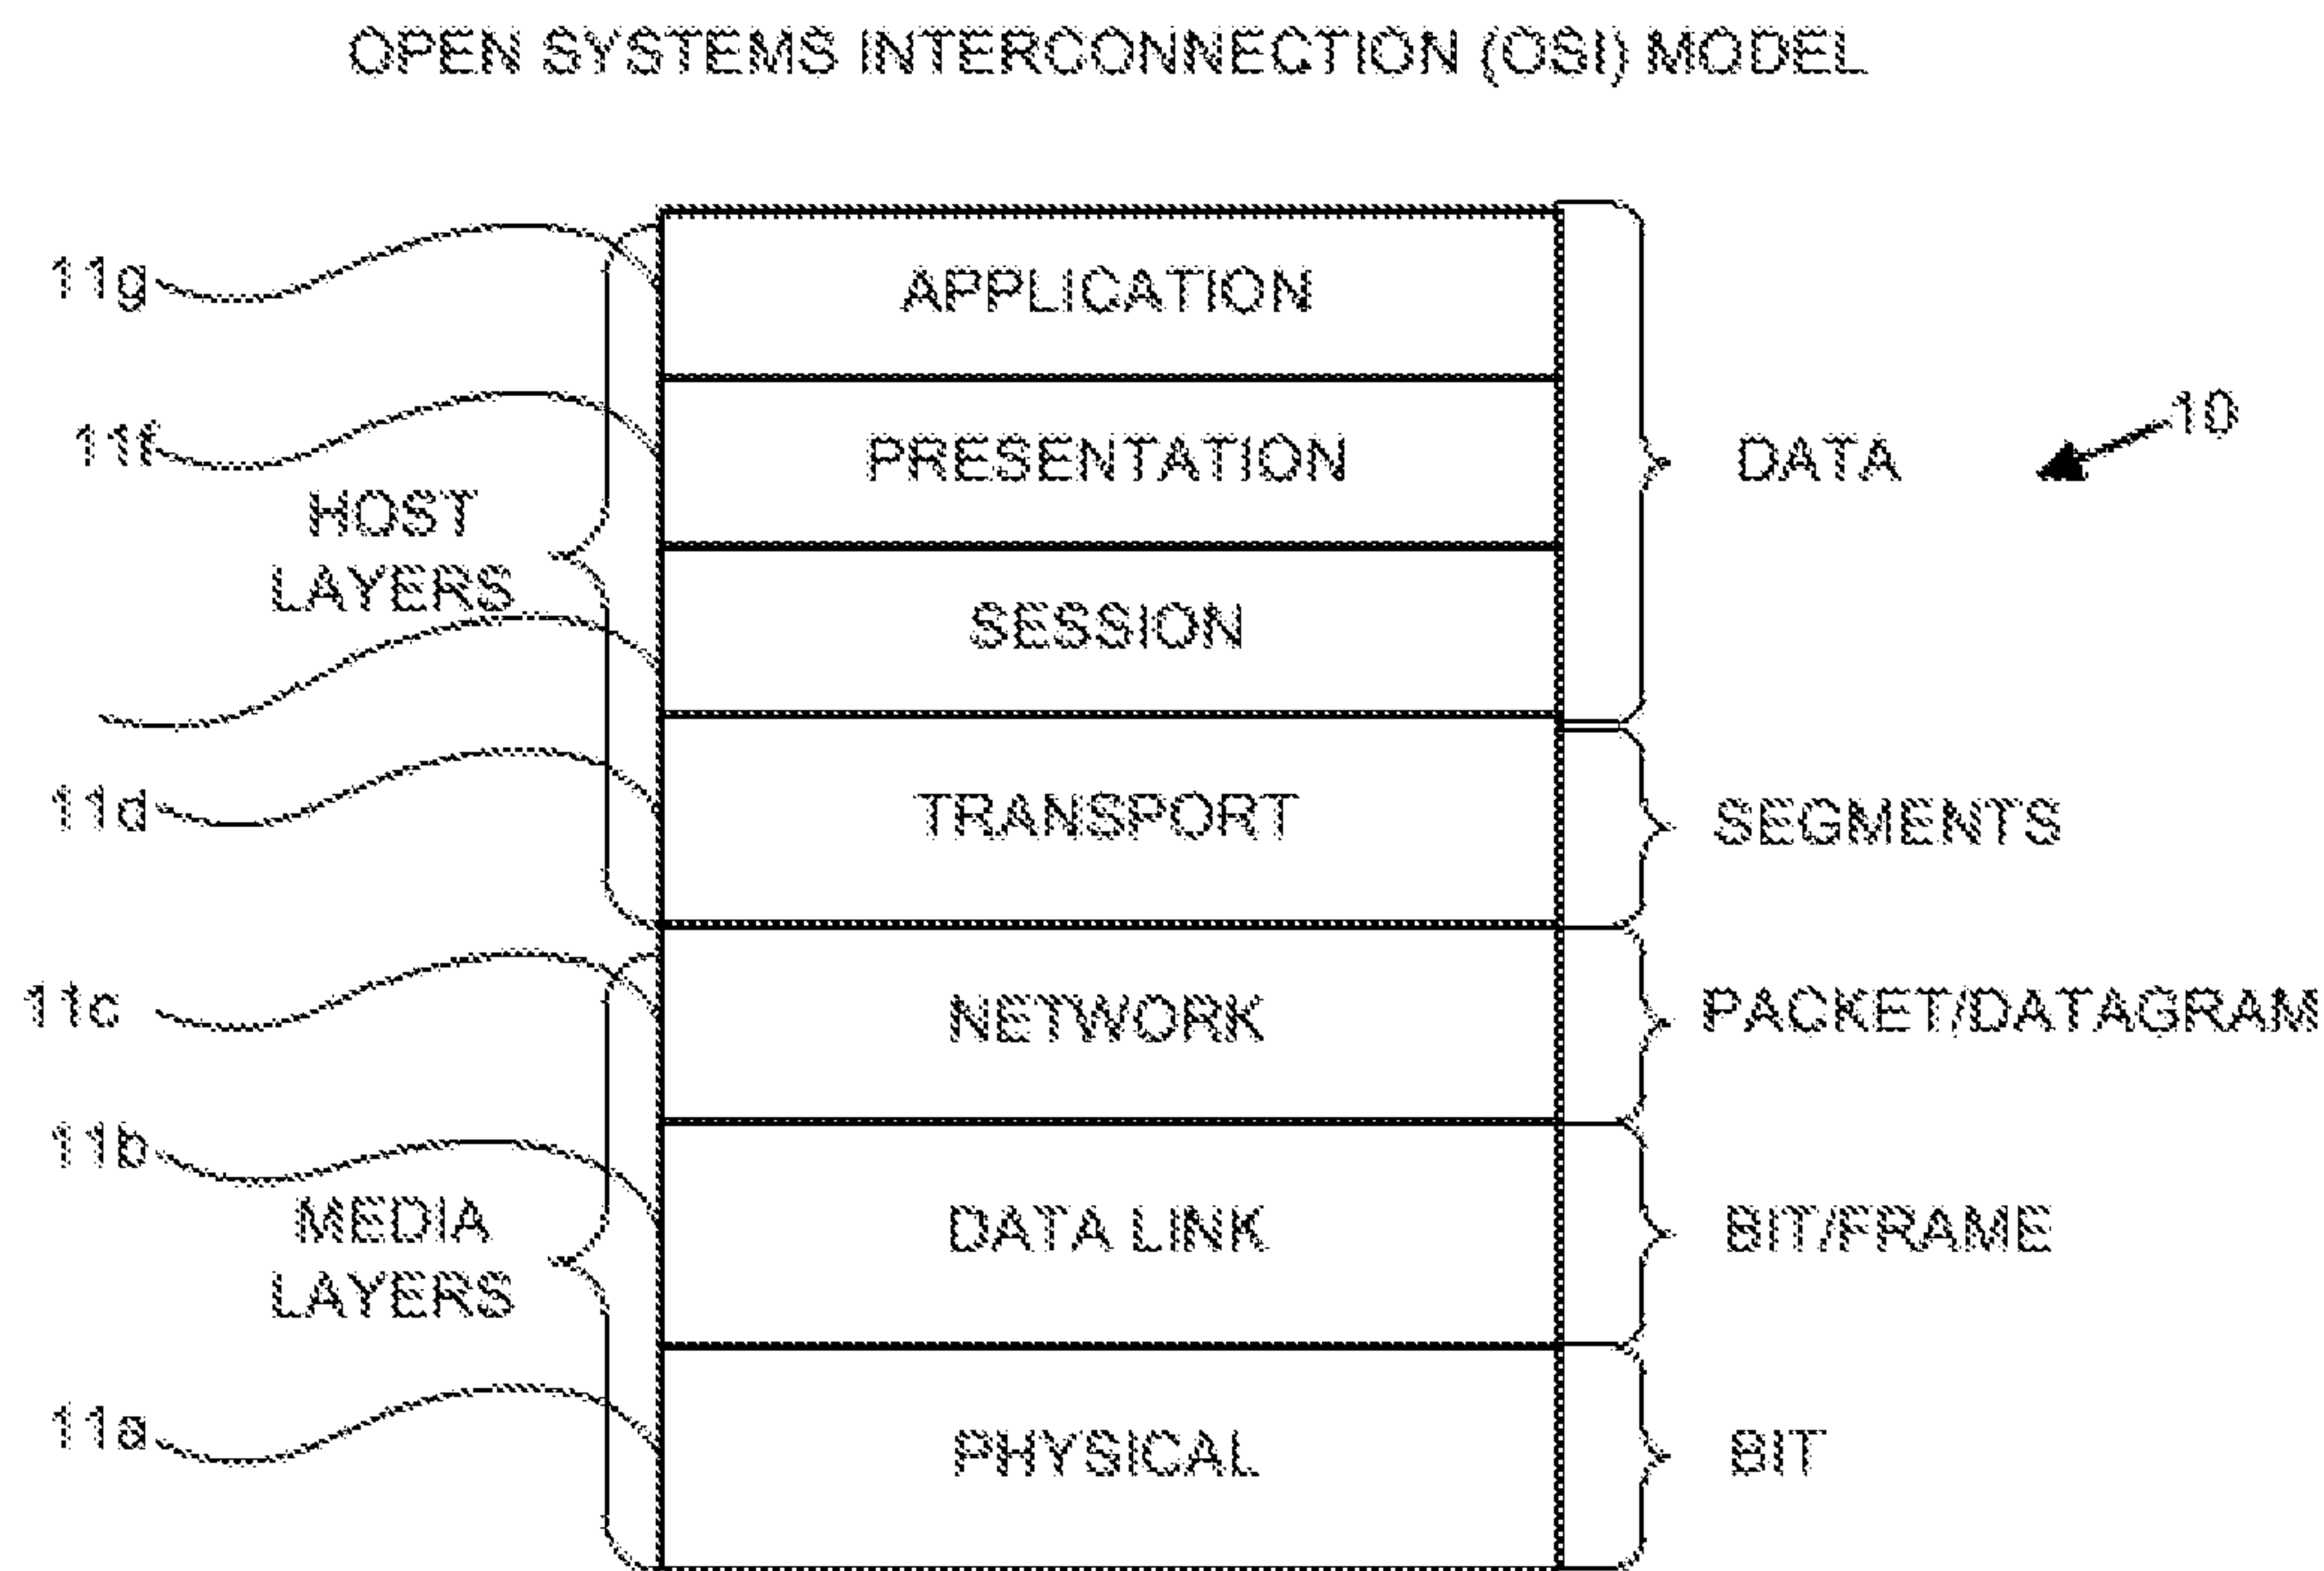 OPEN SYSTEMS INTERCONNECTION (OSI) MODEL
11g
APPLICATION
11f
PRESENTATION
DATA
10
HOST
LAYERS
SESSION
11d
TRANSPORT
SEGMENTS
11c
NETWORK
PACKET/DATAGRAM
11b
MEDIA
LAYERS
DATA LINK
BIT/FRAME
11a
PHYSICAL
BIT